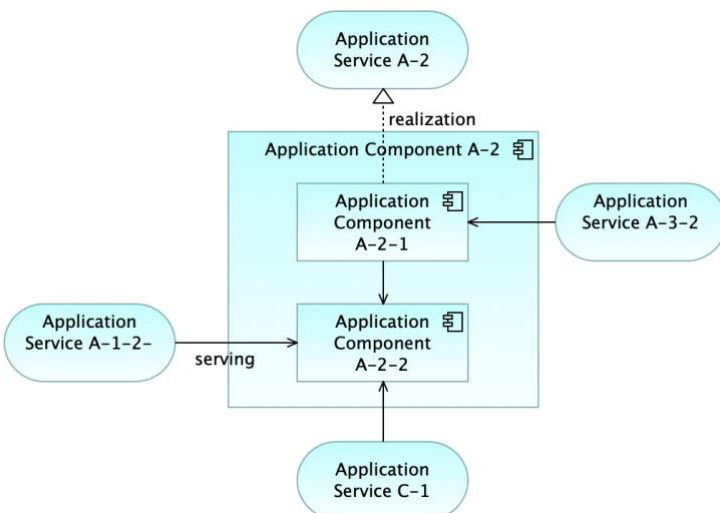 Application
Service A-2
realization
Application Component A-2
Application
Component
A-2-1
Application
Service A-3-2
Application
Service A-1-2-
serving
Application
Component
A-2-2
Application
Service C-1